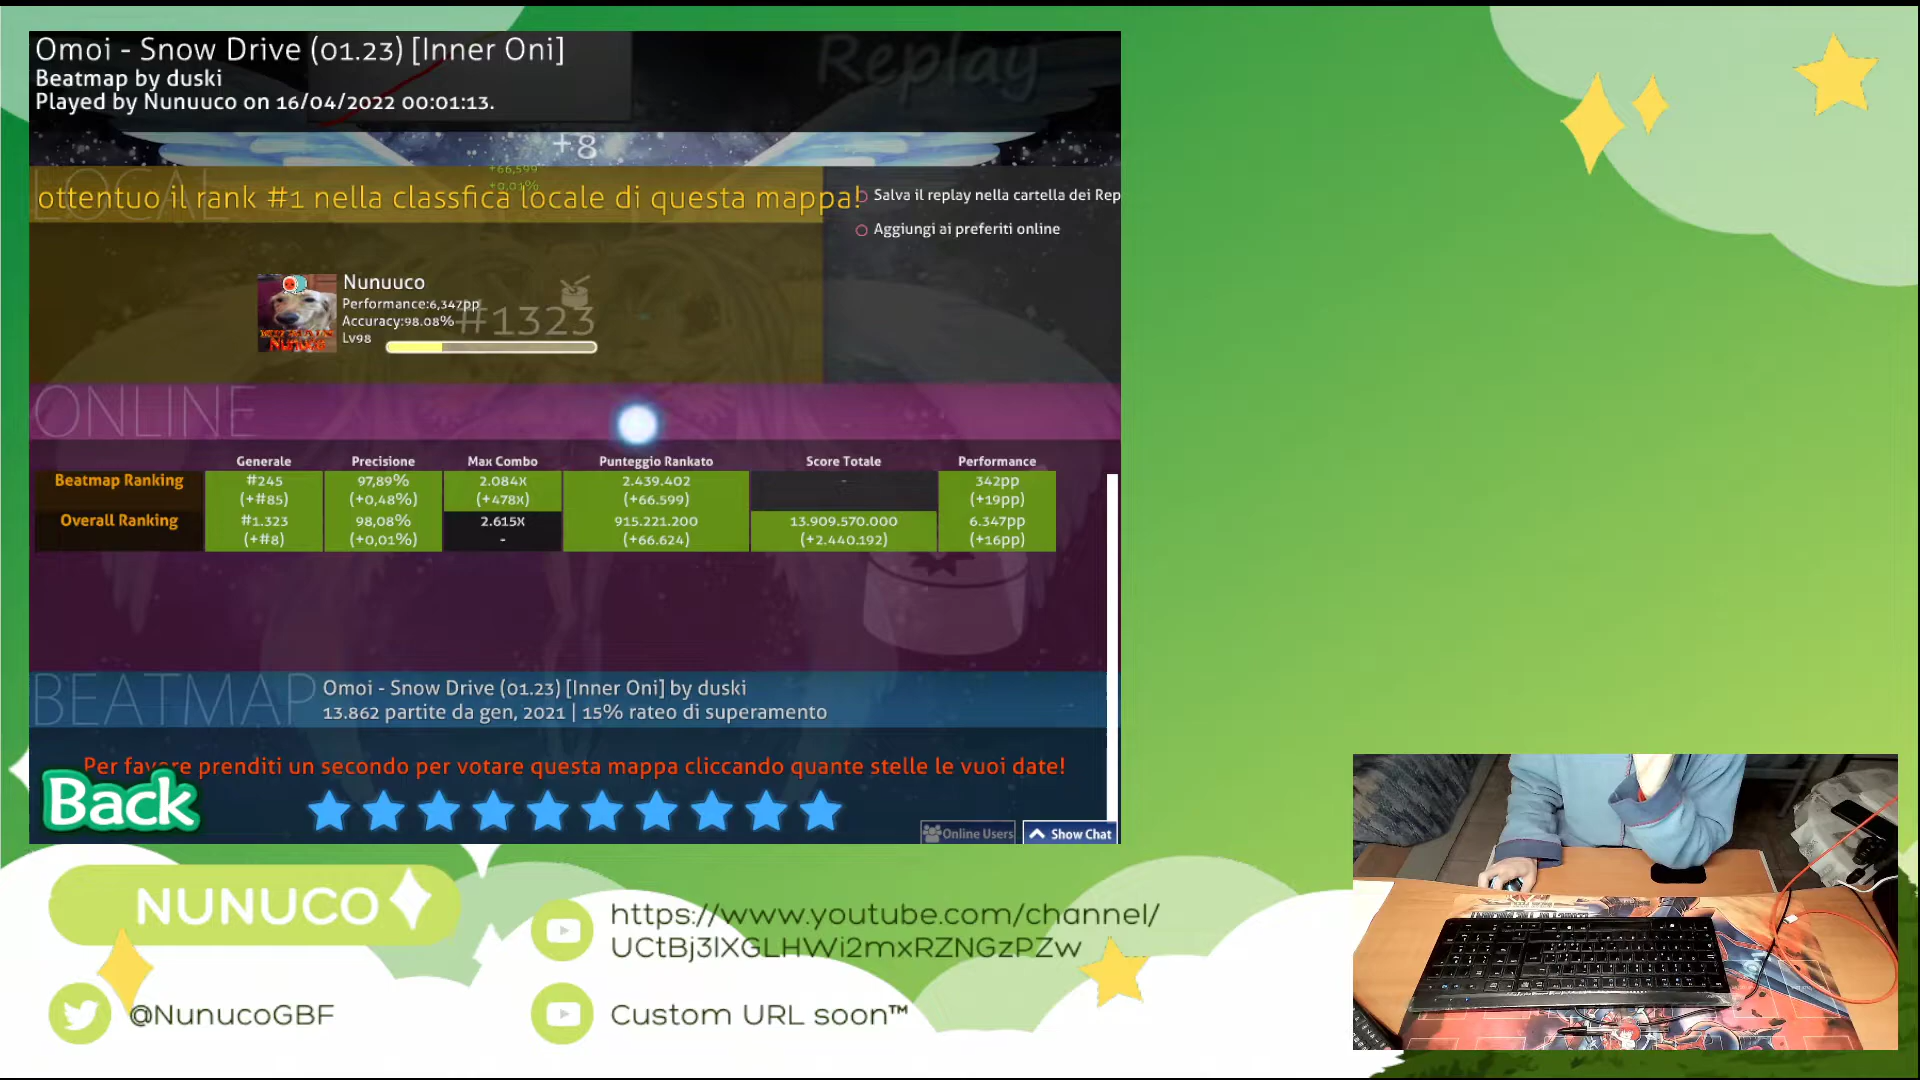 Omoi - Snow Drive (01.23) [Inner Oni]
Beatmap by duski
Played by Nunuuco on 16/04/2022 00:01:13.
Replay
+8
+66,599
+0,01%
LOCAL
ottentuo il rank #1 nella classfica locale di questa mappa!
Salva il replay nella cartella dei Rep
Aggiungi ai preferiti online
Nunuuco
Performance:6,347pp
Accuracy:98.08%
Lv98
#1323
ONLINE
Generale Precisione Max Combo Punteggio Rankato Score Totale Performance
Beatmap Ranking #245 97,89% 2.084x 2.439.402 - 342pp
(+#85) (+0,48%) (+478x) (+66.599) (+19pp)
Overall Ranking #1.323 98,08% 2.615x 915.221.200 13.909.570.000 6.347pp
(+#8) (+0,01%) - (+66.624) (+2.440.192) (+16pp)
BEATMAP
Omoi - Snow Drive (01.23) [Inner Oni] by duski
13.862 partite da gen, 2021 | 15% rateo di superamento
Per favore prenditi un secondo per votare questa mappa cliccando quante stelle le vuoi date!
Back
Online Users
Show Chat
NUNUCO
https://www.youtube.com/channel/
UCtBj3lXGLHWi2mxRZNGzPZw
@NunucoGBF
Custom URL soon™